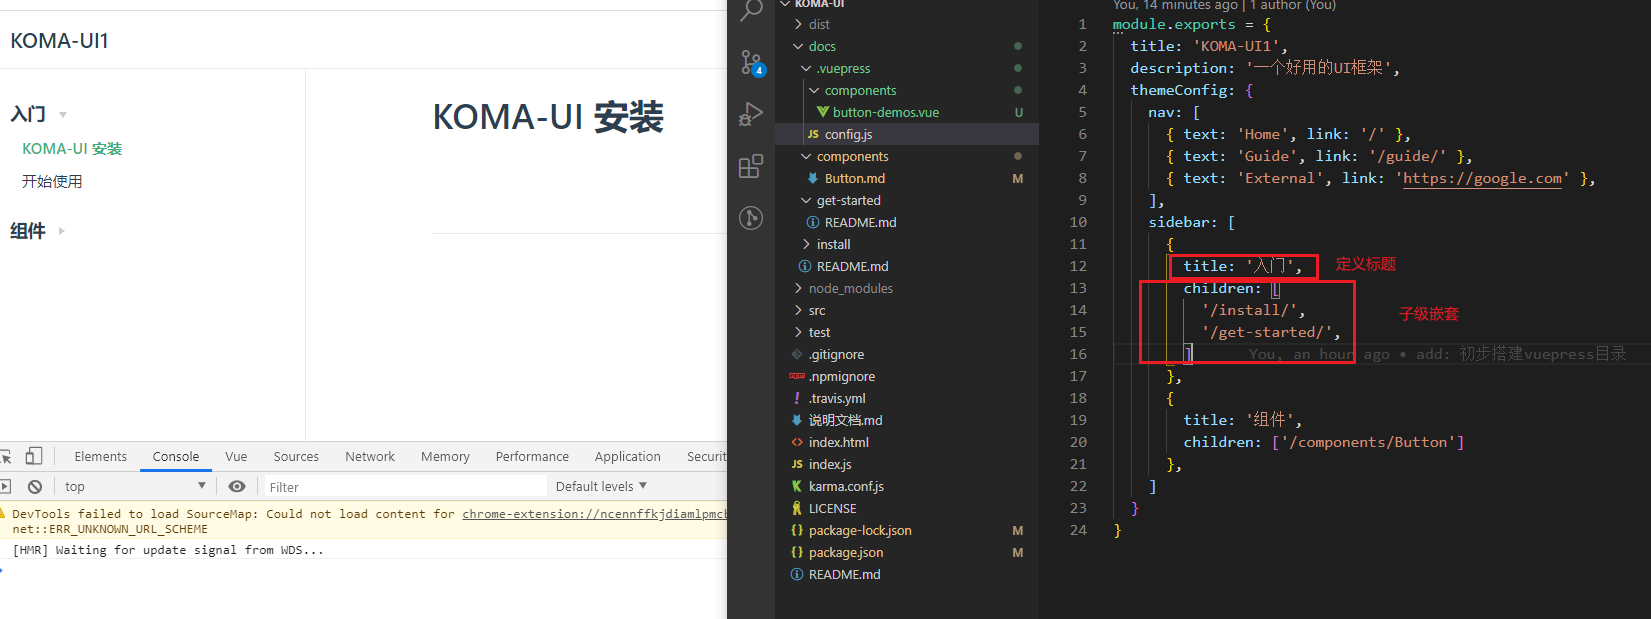 KOMA-UI1
入门
KOMA-UI 安装
开始使用
组件
KOMA-UI 安装
Elements Console Vue Sources Network Memory Performance Application Securit
top Filter Default levels
DevTools failed to load SourceMap: Could not load content for chrome-extension://ncennffkjdiamlpmcb
net::ERR_UNKNOWN_URL_SCHEME
[HMR] Waiting for update signal from WDS...
4
KOMA-UI
dist
docs
.vuepress
components
button-demos.vue U
JS config.js
components
Button.md M
get-started
README.md
install
README.md
node_modules
src
test
.gitignore
.npmignore
.travis.yml
说明文档.md
index.html
JS index.js
karma.conf.js
LICENSE
package-lock.json M
package.json M
README.md
You, 14 minutes ago | 1 author (You)
1 module.exports = {
2 title: 'KOMA-UI1',
3 description: '一个好用的UI框架',
4 themeConfig: {
5 nav: [
6 { text: 'Home', link: '/' },
7 { text: 'Guide', link: '/guide/' },
8 { text: 'External', link: 'https://google.com' },
9 ],
10 sidebar: [
11 {
12 title: '入门', 定义标题
13 children: [
14 '/install/', 子级嵌套
15 '/get-started/',
16 ] You, an hour ago • add: 初步搭建vuepress目录
17 },
18 {
19 title: '组件',
20 children: ['/components/Button']
21 },
22 ]
23 }
24 }